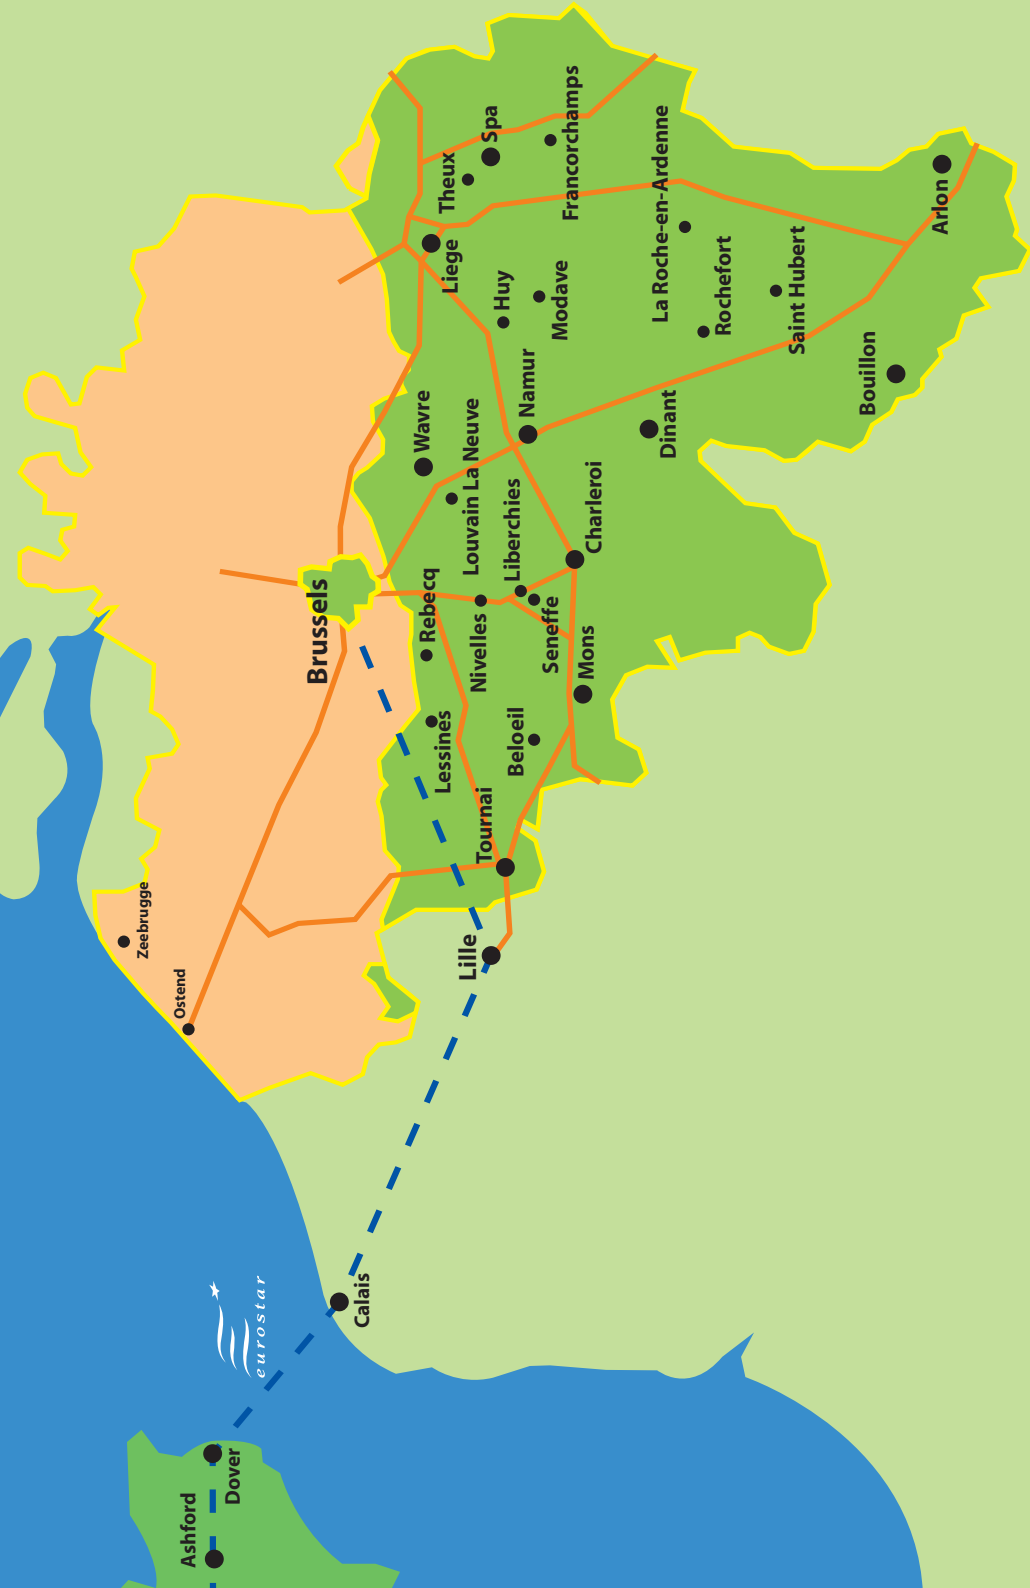 Ashford
Dover
eurostar
Calais
Ostend
Zeebrugge
Lille
Brussels
Tournai
Lessines
Rebecq
Beloeil
Nivelles
Seneffe
Mons
Liberchies
Charleroi
Louvain La Neuve
Wavre
Namur
Dinant
Huy
Modave
Liege
Theux
Spa
Francorchamps
La Roche-en-Ardenne
Rochefort
Saint Hubert
Bouillon
Arlon